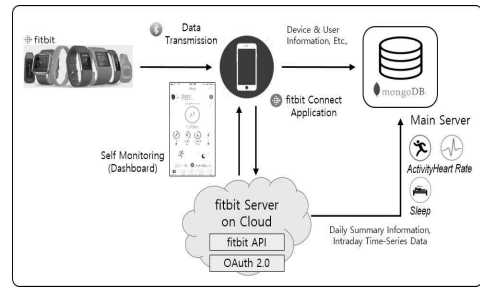 fitbit
Data
Transmission
Device & User
Information, Etc.,
mongoDB
fitbit Connect
Application
Main Server
Self Monitoring
(Dashboard)
Activity Heart Rate
Sleep
fitbit Server
on Cloud
fitbit API
OAuth 2.0
Daily Summary Information,
Intraday Time-Series Data